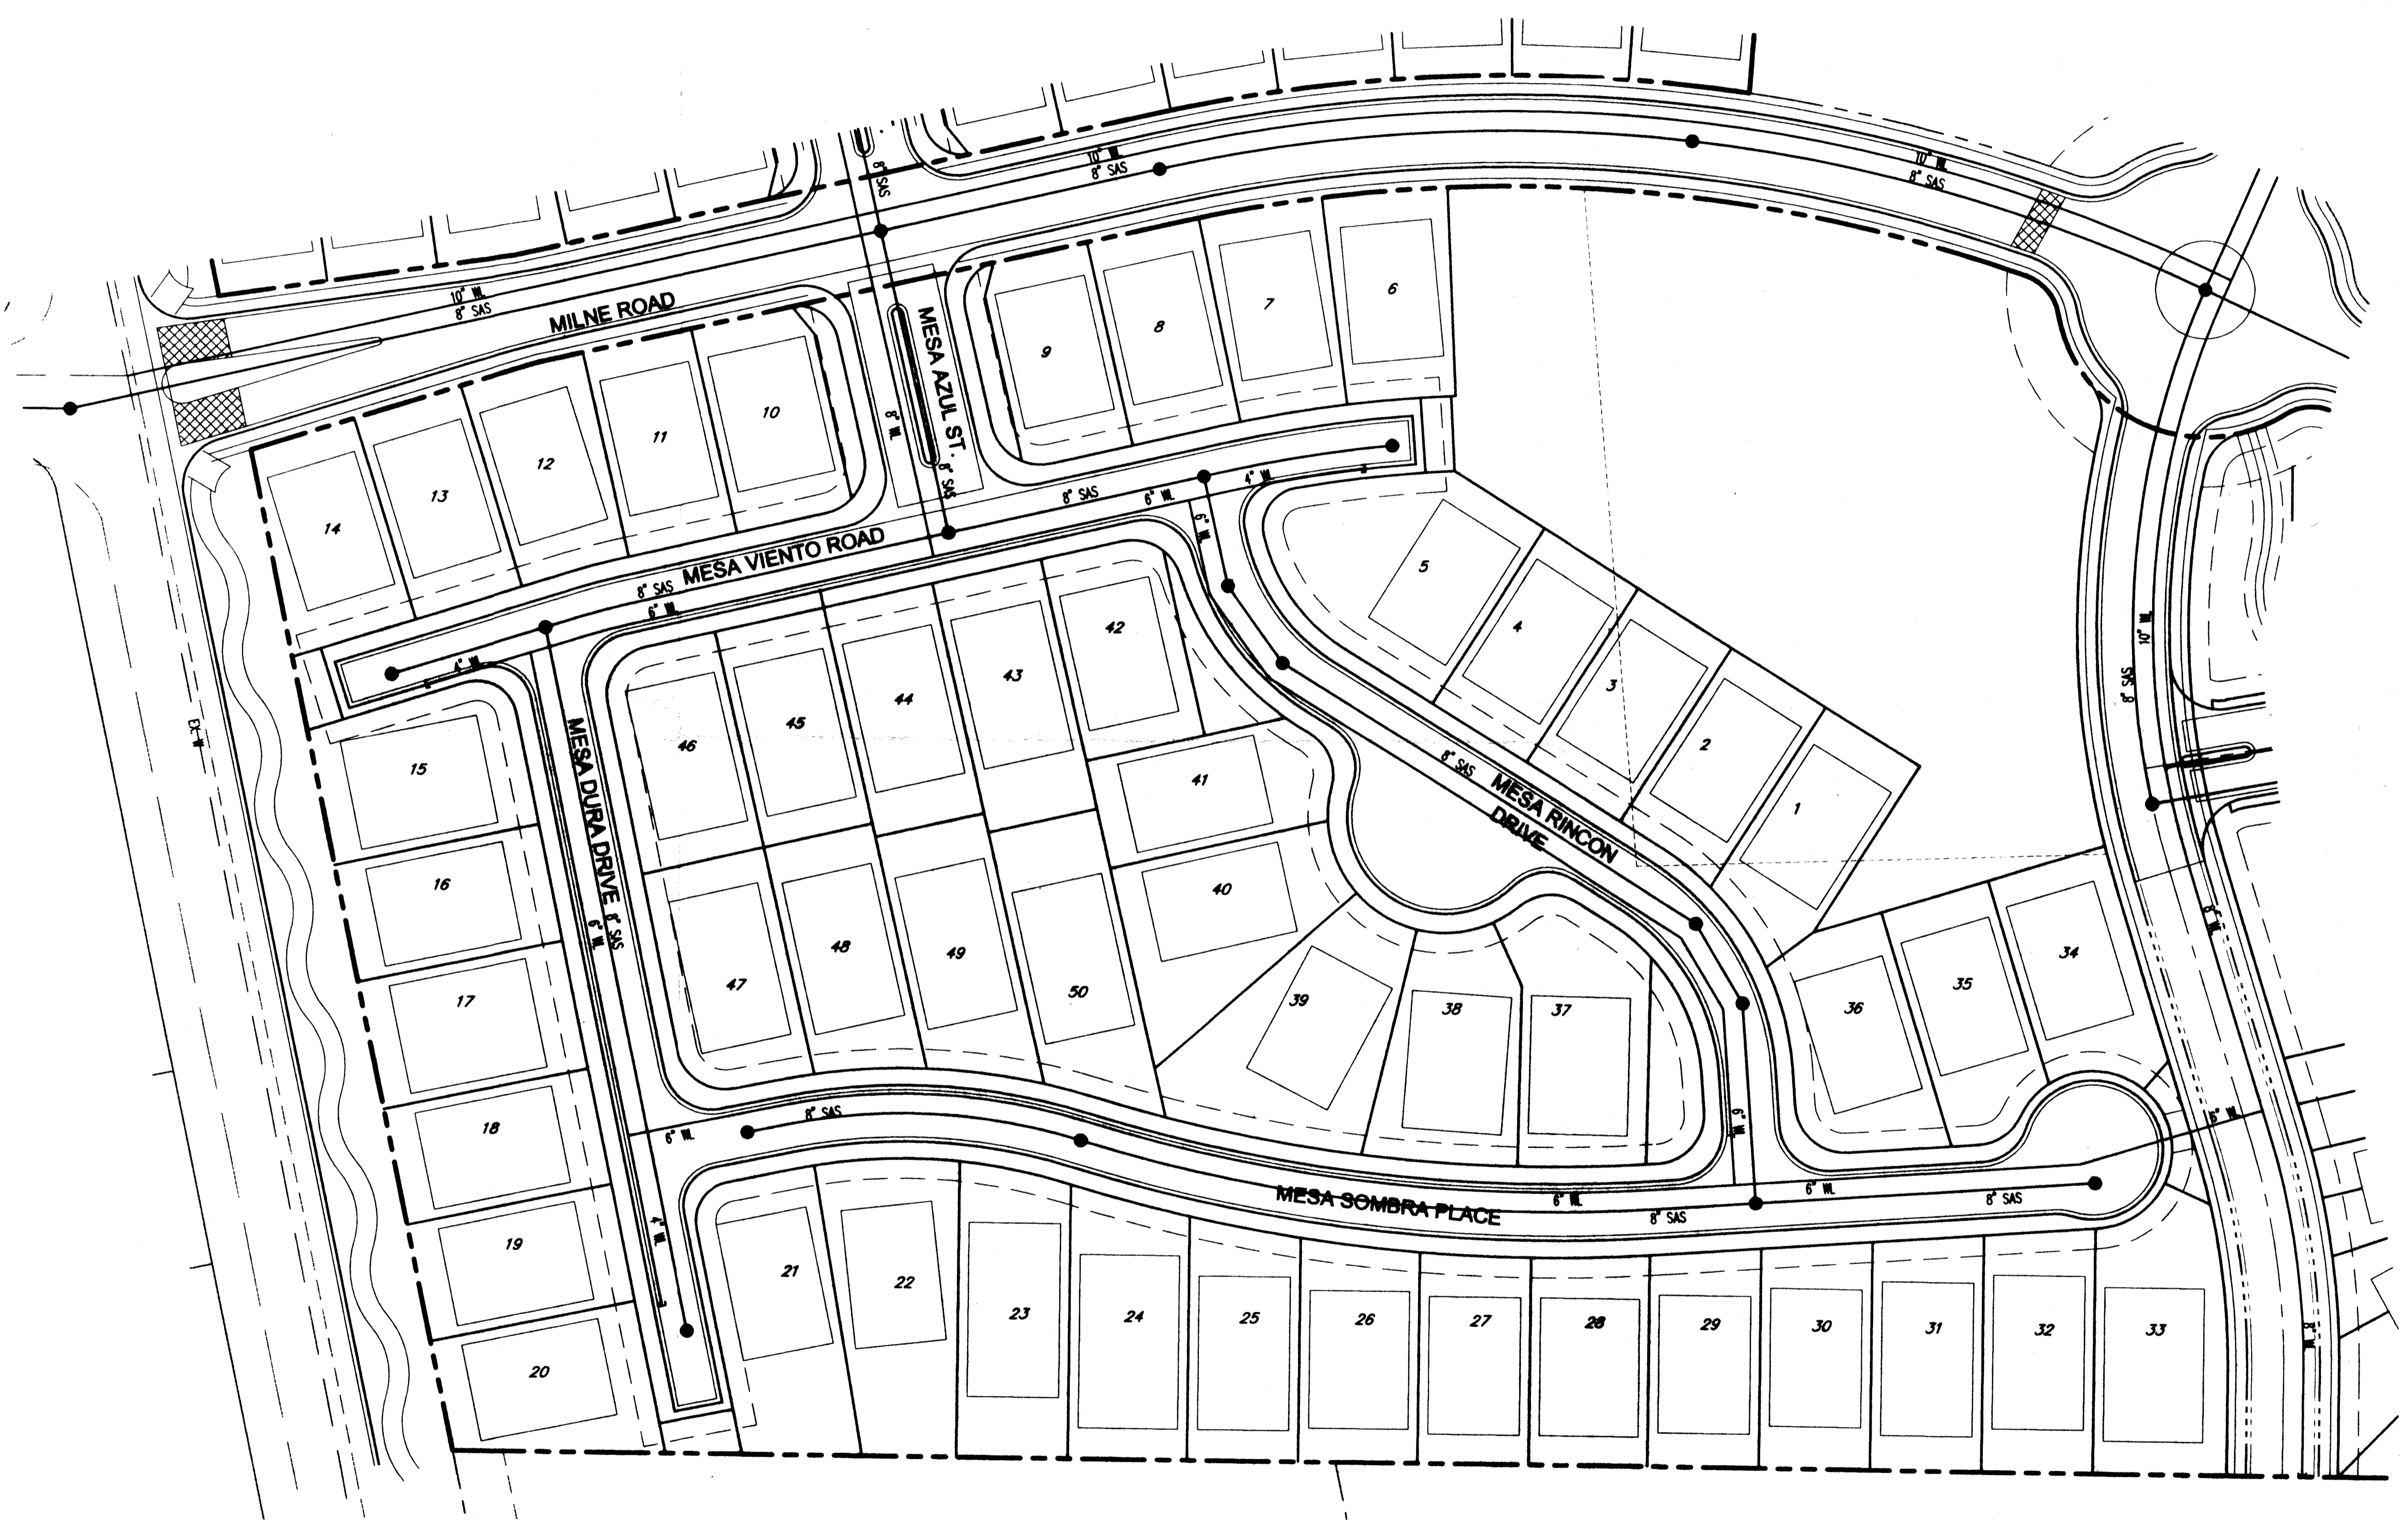 8" SAS
10" WL
8" SAS
10" WL
8" SAS
10" WL
8" SAS
MILNE ROAD
MESA AZUL ST.
8" WL
8" SAS
6
7
8
9
10
11
12
13
14
8" SAS
6" WL
4" WL
6" WL
MESA VIENTO ROAD
8" SAS
6" WL
4" WL
5
4
3
2
1
42
43
44
45
46
41
40
15
16
17
18
19
20
MESA DURA DRIVE
6" WL
8" SAS
EX. W
8" SAS
MESA RINCON
DRIVE
10" WL
8" SAS
8" WL
47
48
49
50
39
38
37
36
35
34
6" WL
8" SAS
6" WL
6" WL
4" WL
MESA SOMBRA PLACE
6" WL
8" SAS
6" WL
8" SAS
21
22
23
24
25
26
27
28
29
30
31
32
33
8" WL